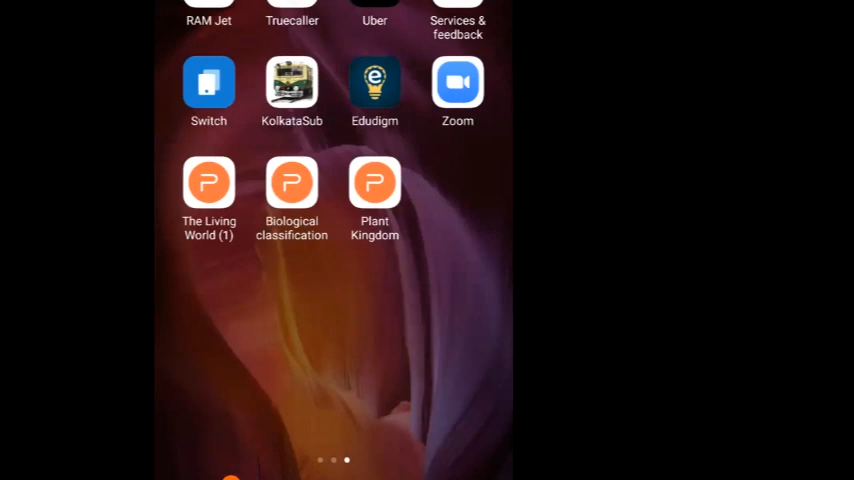 RAM Jet
Truecaller
Uber
Services &
feedback
Switch
KolkataSub
e
Edudigm
Zoom
P
The Living
World (1)
P
Biological
classification
P
Plant
Kingdom